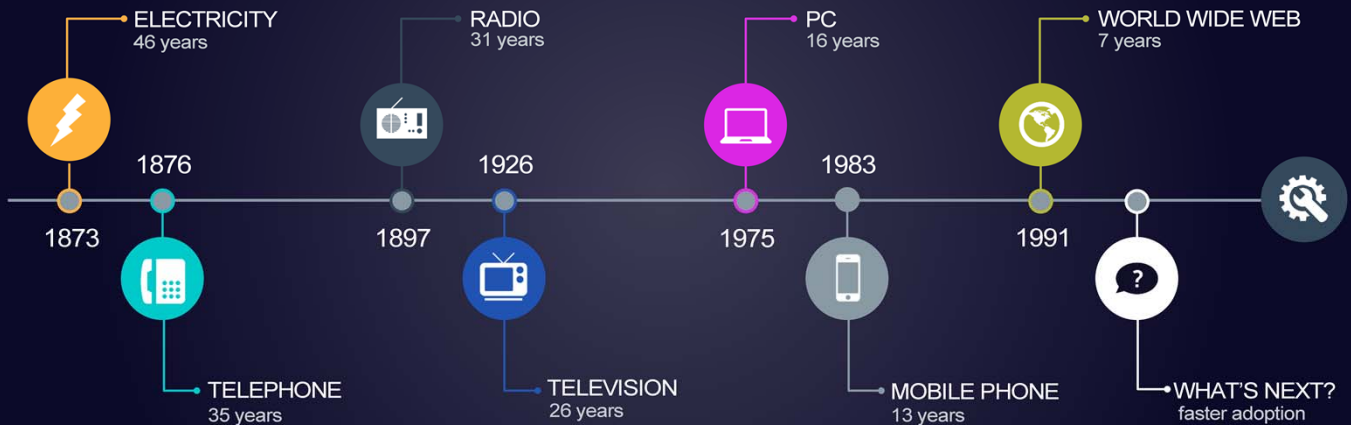 ELECTRICITY
46 years
RADIO
31 years
PC
16 years
WORLD WIDE WEB
7 years
1876
1926
1983
1873
1897
1975
1991
?
TELEPHONE
35 years
TELEVISION
26 years
MOBILE PHONE
13 years
WHAT'S NEXT?
faster adoption